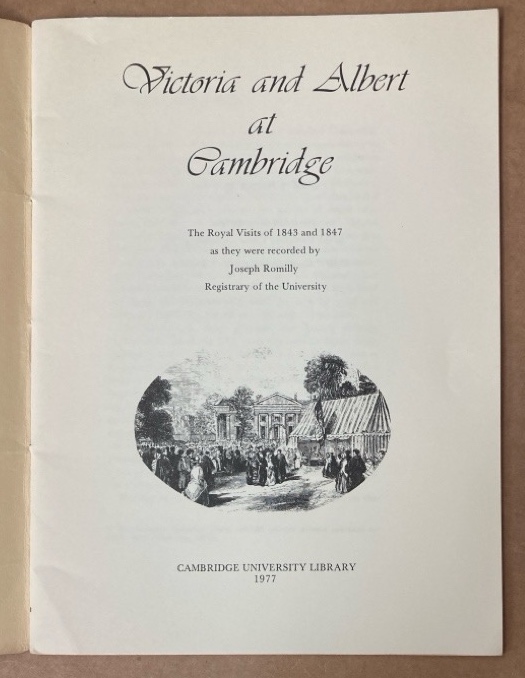 Victoria and Albert
at
Cambridge
The Royal Visits of 1843 and 1847
as they were recorded by
Joseph Romilly
Registrary of the University
CAMBRIDGE UNIVERSITY LIBRARY
1977